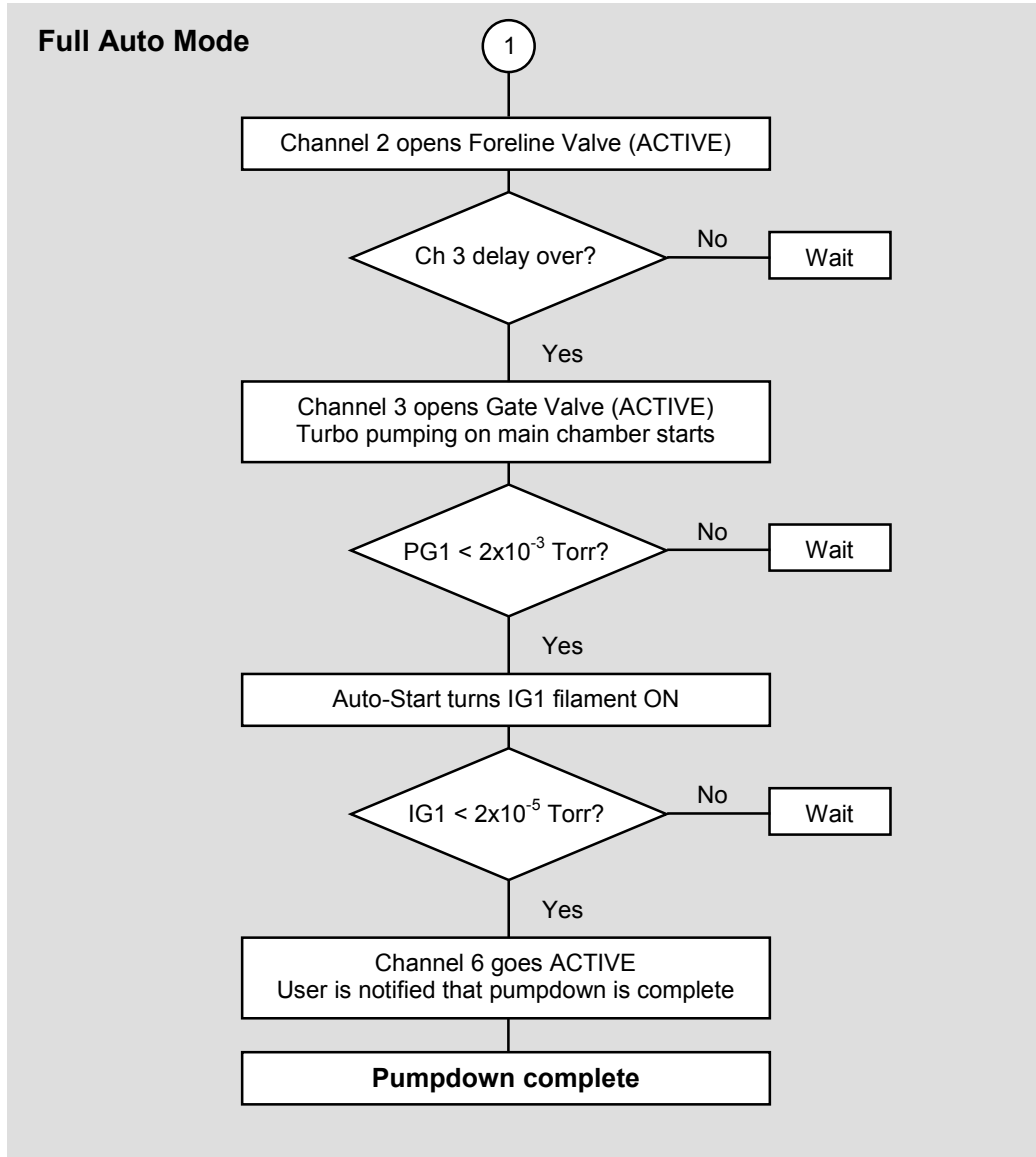 Full Auto Mode
1
Channel 2 opens Foreline Valve (ACTIVE)
Ch 3 delay over?
No
Wait
Yes
Channel 3 opens Gate Valve (ACTIVE)
Turbo pumping on main chamber starts
PG1 < 2x10⁻³ Torr?
No
Wait
Yes
Auto-Start turns IG1 filament ON
IG1 < 2x10⁻⁵ Torr?
No
Wait
Yes
Channel 6 goes ACTIVE
User is notified that pumpdown is complete
Pumpdown complete